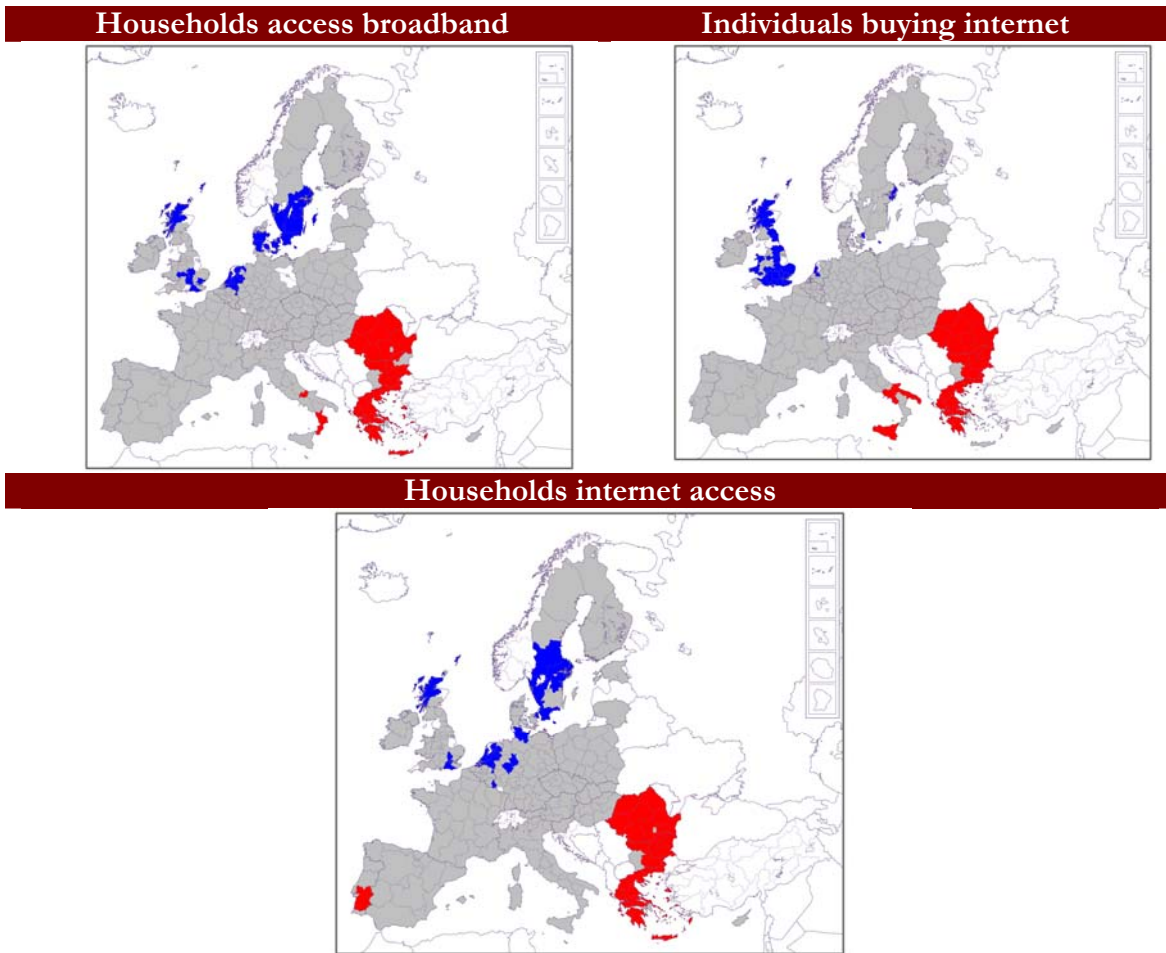 Households access broadband
Individuals buying internet
Households internet access